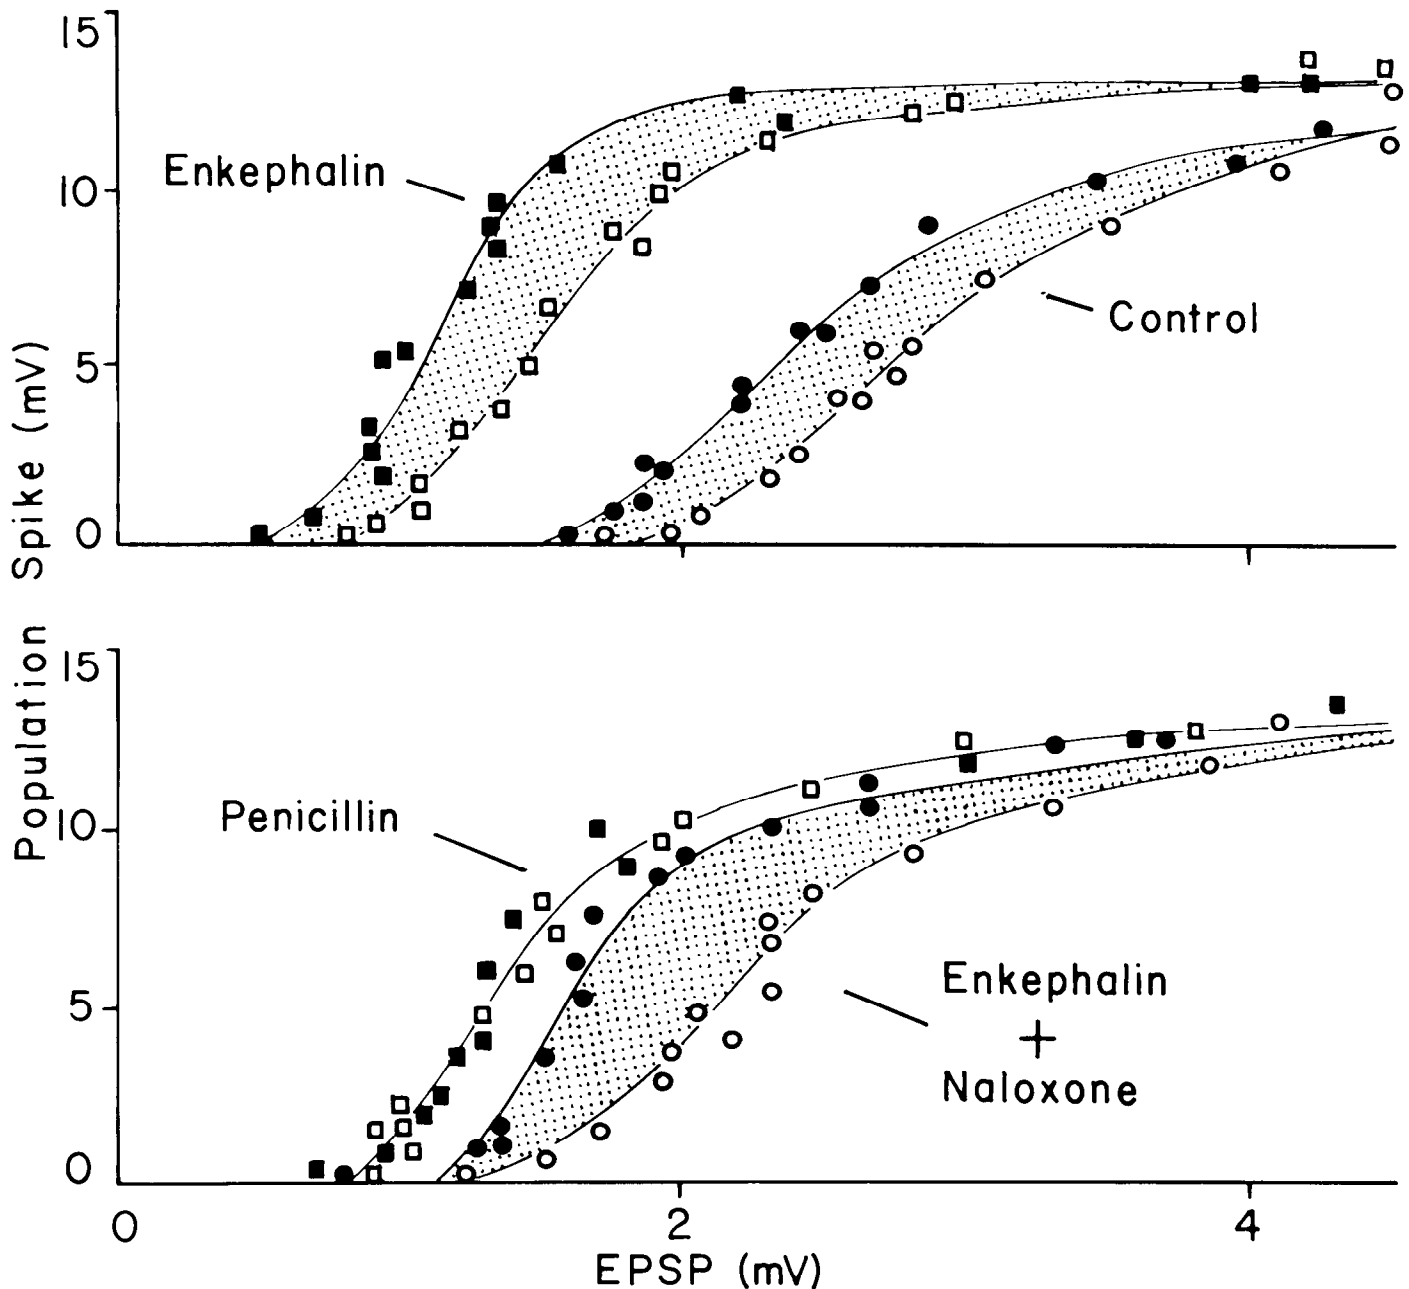 15
10
5
0
Enkephalin
Control
Population Spike (mV)
15
10
5
0
Penicillin
Enkephalin
+
Naloxone
0 2 4
EPSP (mV)